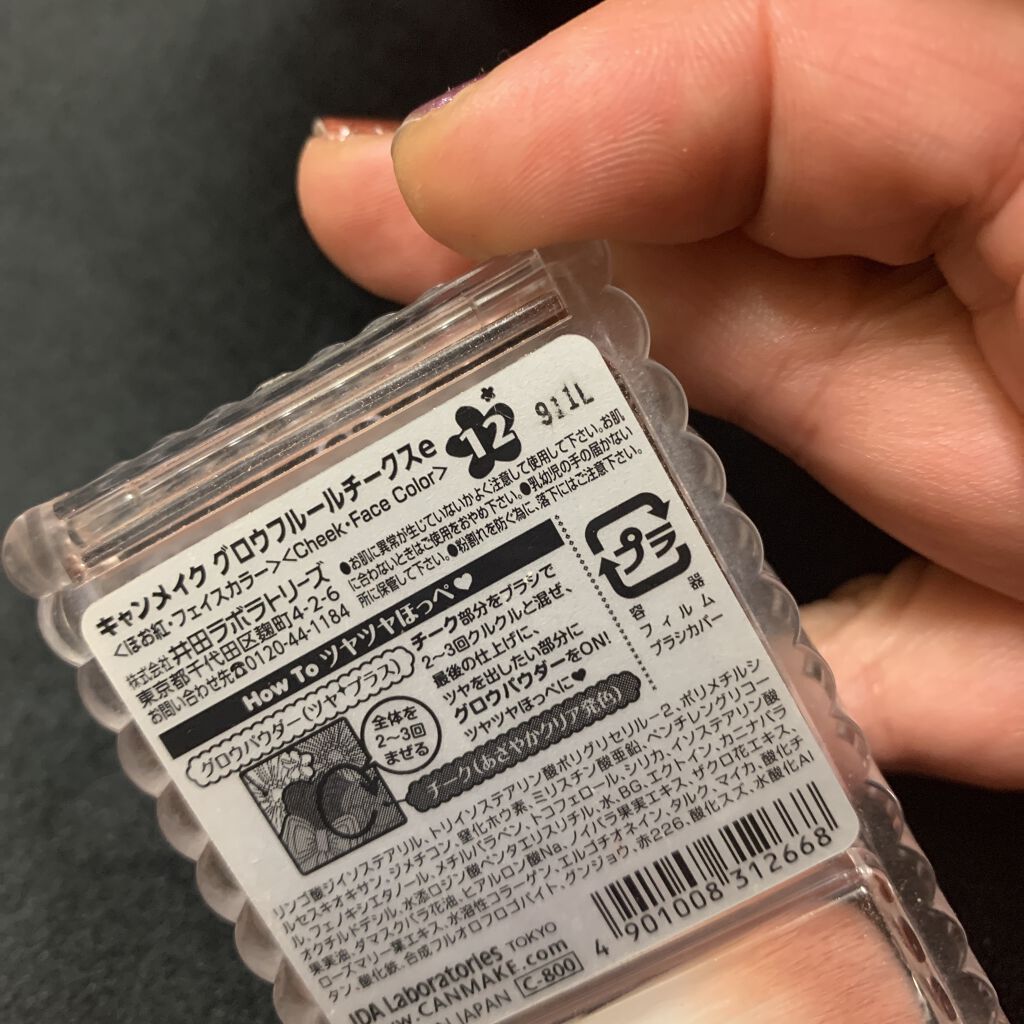 キャンメイク グロウフルールチークスe
12
911L
<ほお紅・フェイスカラー><Cheek・Face Color>
株式会社 井田ラボラトリーズ
東京都千代田区麹町4-2-6
お問い合わせ先☎0120-44-1184
●お肌に異常が生じていないかよく注意して使用して下さい。お肌
に合わないときはご使用をおやめ下さい。●乳幼児の手の届かない
所に保管して下さい。●粉割れを防ぐ為に、落下にはご注意下さい。
How To ツヤツヤほっぺ♥
グロウパウダー(ツヤ・プラス)
全体を
2〜3回
まぜる
チーク部分をブラシで
2〜3回クルクルと混ぜ、
最後の仕上げに、
ツヤを出したい部分に
グロウパウダーをON!
ツヤツヤほっぺに♥
チーク(あざやかクリア発色)
プラ
容器
フィルム
ブラシカバー
リンゴ酸ジイソステアリル、トリイソステアリン酸ポリグリセリル-2、ポリメチルシ
ルセスキオキサン、ジメチコン、窒化ホウ素、ミリスチン酸亜鉛、ペンチレングリコー
ル、フェノキシエタノール、メチルパラベン、トコフェロール、シリカ、イソステアリン酸
オクチルドデシル、水添ロジン酸ペンタエリスリチル、水、BG、エクトイン、カニナバラ
果実油、ダマスクバラ花油、ヒアルロン酸Na、ノイバラ果実エキス、ザクロ花エキス、
ローズマリー葉エキス、水溶性コラーゲン、エルゴチオネイン、タルク、マイカ、酸化チ
タン、酸化鉄、合成フルオロフロゴパイト、グンジョウ、赤226、酸化スズ、水酸化Al
4 901008 312668
IDA Laboratories TOKYO
w.CANMAKE.com
JAPAN C-800